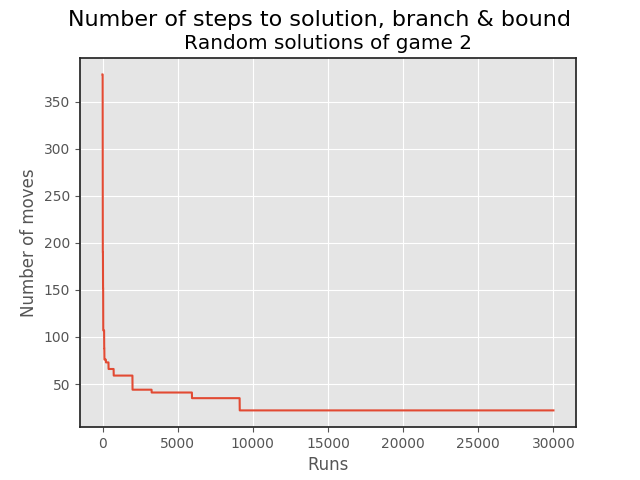 Number of steps to solution, branch & bound
Random solutions of game 2
Number of moves
350
300
250
200
150
100
50
0 5000 10000 15000 20000 25000 30000
Runs